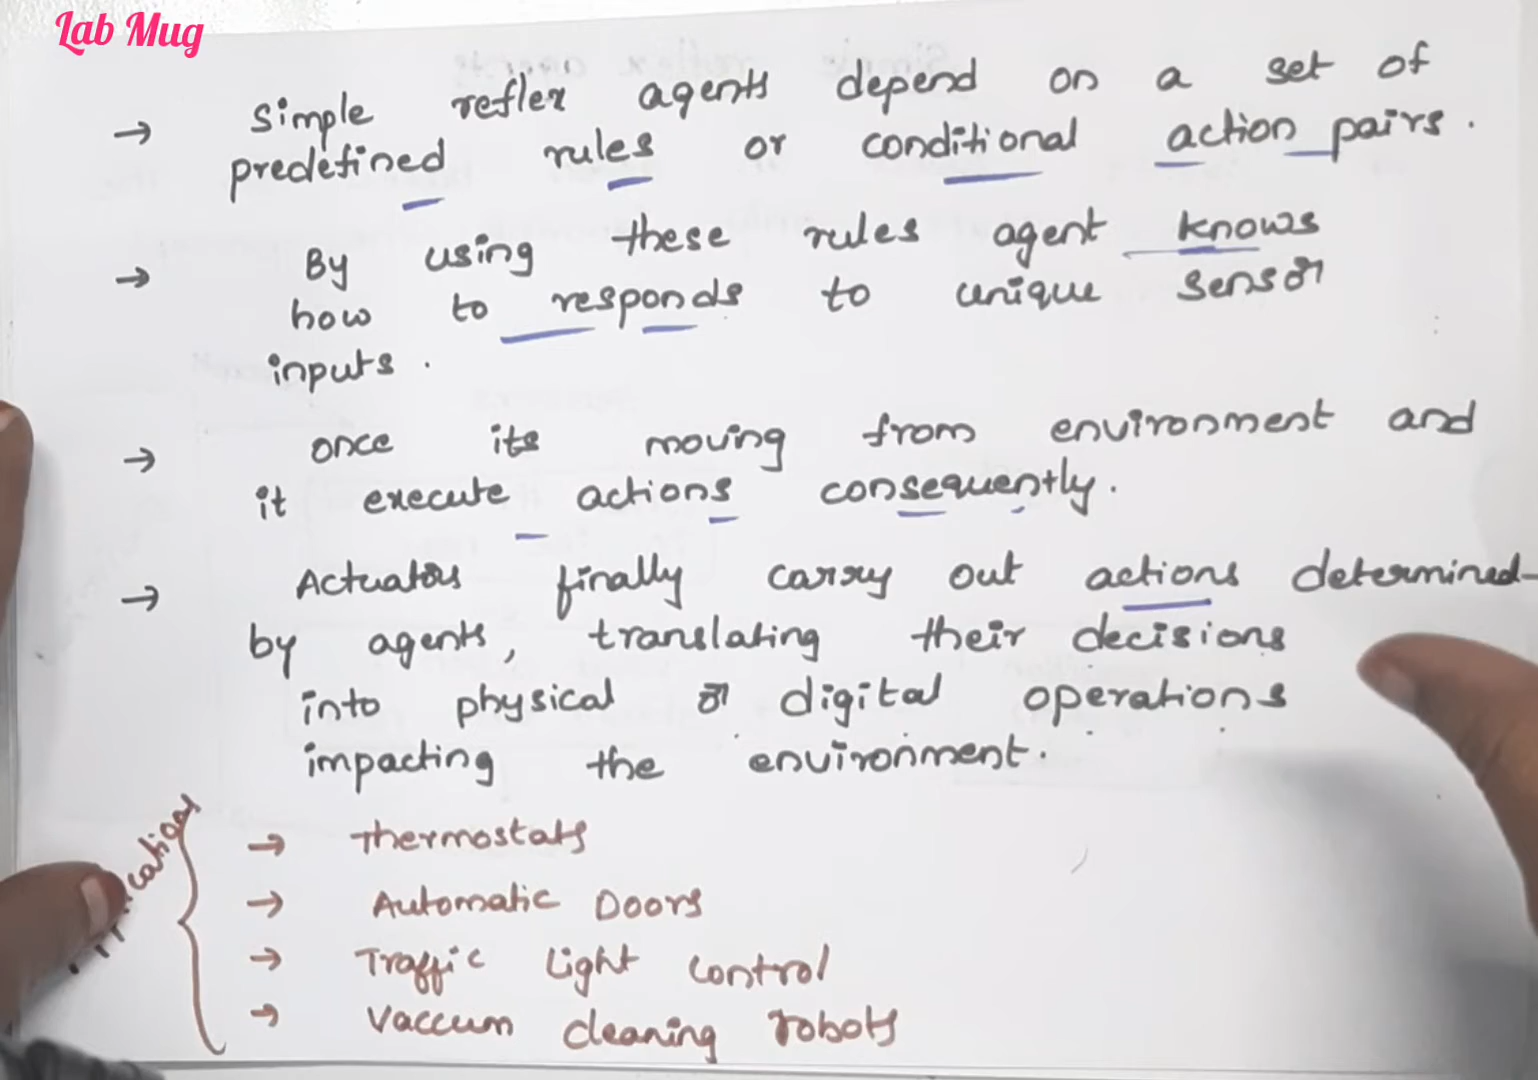 Lab Mug
→ Simple reflex agents depend on a set of
predefined rules or conditional action pairs.
→ By using these rules agent knows
how to responds to unique sensor
inputs.
→ once its moving from environment and
it execute actions consequently.
→ Actuators finally carry out actions determined
by agents, translating their decisions
into physical or digital operations
impacting the environment.
→ Thermostats
→ Automatic Doors
→ Traffic Light control
→ Vaccum cleaning robots